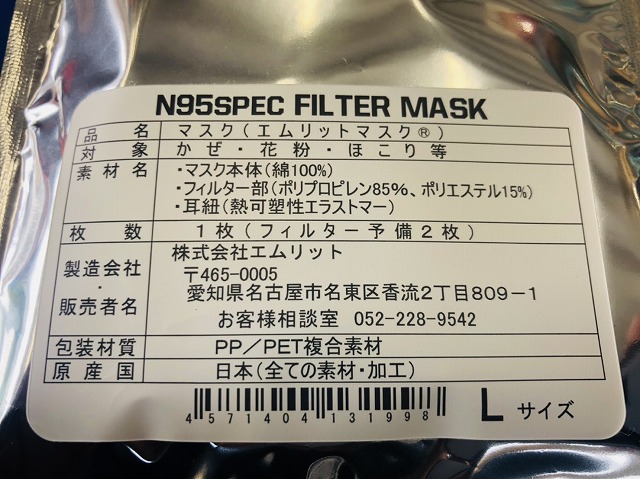 N95SPEC FILTER MASK
品名 マスク(エムリットマスク®)
対象 かぜ・花粉・ほこり等
素材名 ・マスク本体(綿100%)
・フィルター部(ポリプロピレン85%、ポリエステル15%)
・耳紐(熱可塑性エラストマー)
枚数 1枚(フィルター予備2枚)
製造会社・販売者名 株式会社エムリット
〒465-0005
愛知県名古屋市名東区香流2丁目809-1
お客様相談室 052-228-9542
包装材質 PP/PET複合素材
原産国 日本(全ての素材・加工)
4571404131998 L サイズ